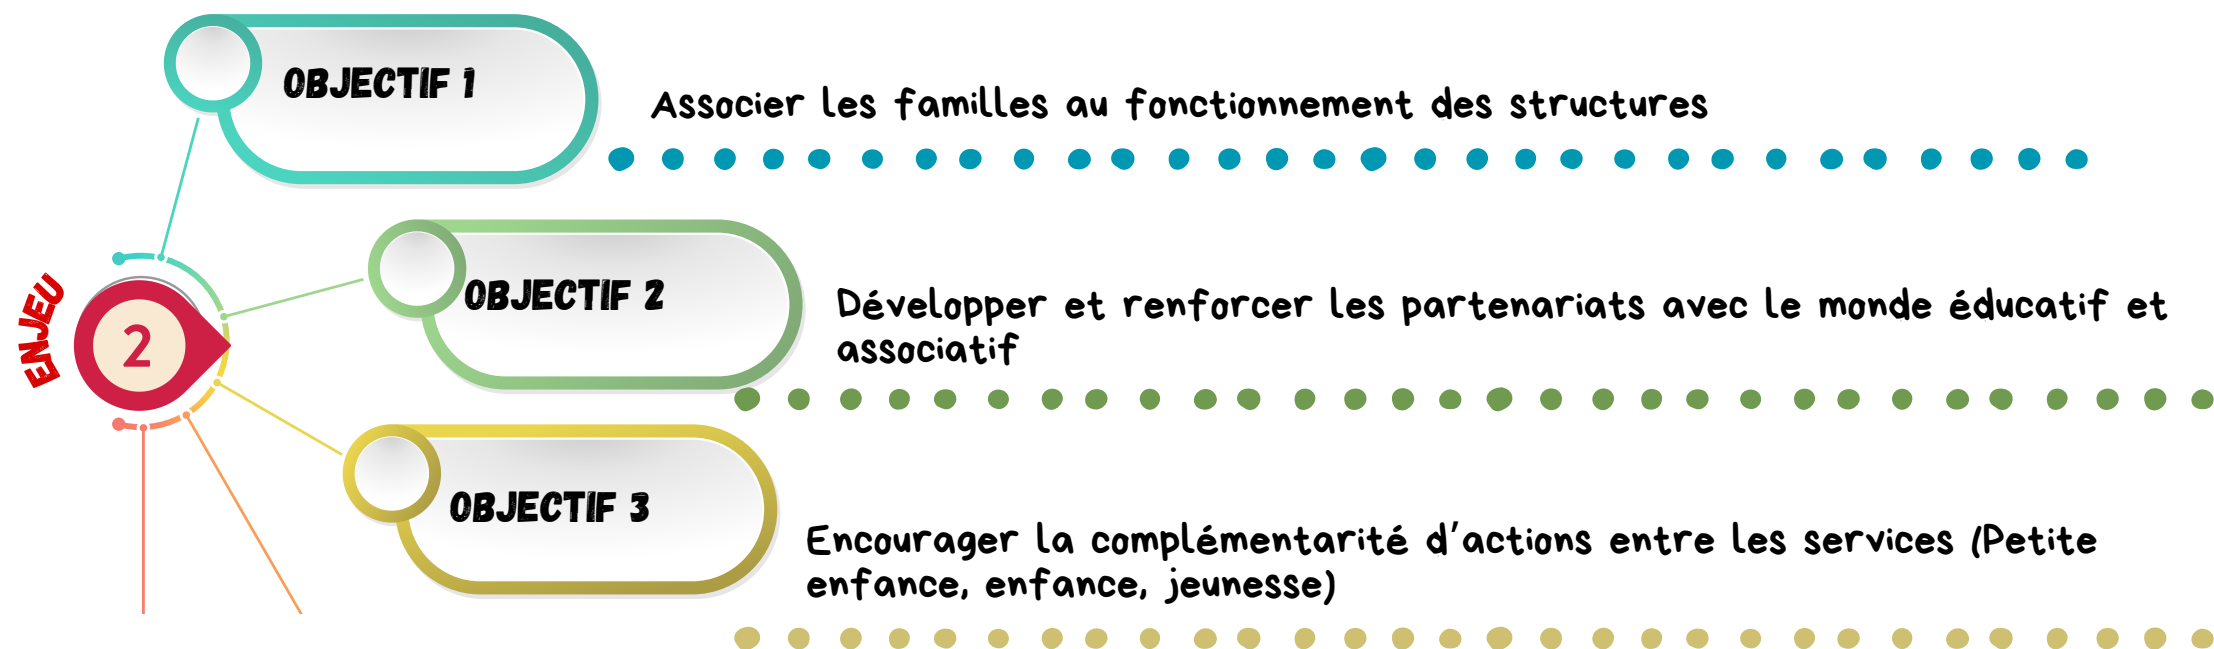 OBJECTIF 1
Associer les familles au fonctionnement des structures
ENJEU
2
OBJECTIF 2
Développer et renforcer les partenariats avec le monde éducatif et
associatif
OBJECTIF 3
Encourager la complémentarité d'actions entre les services (Petite
enfance, enfance, jeunesse)